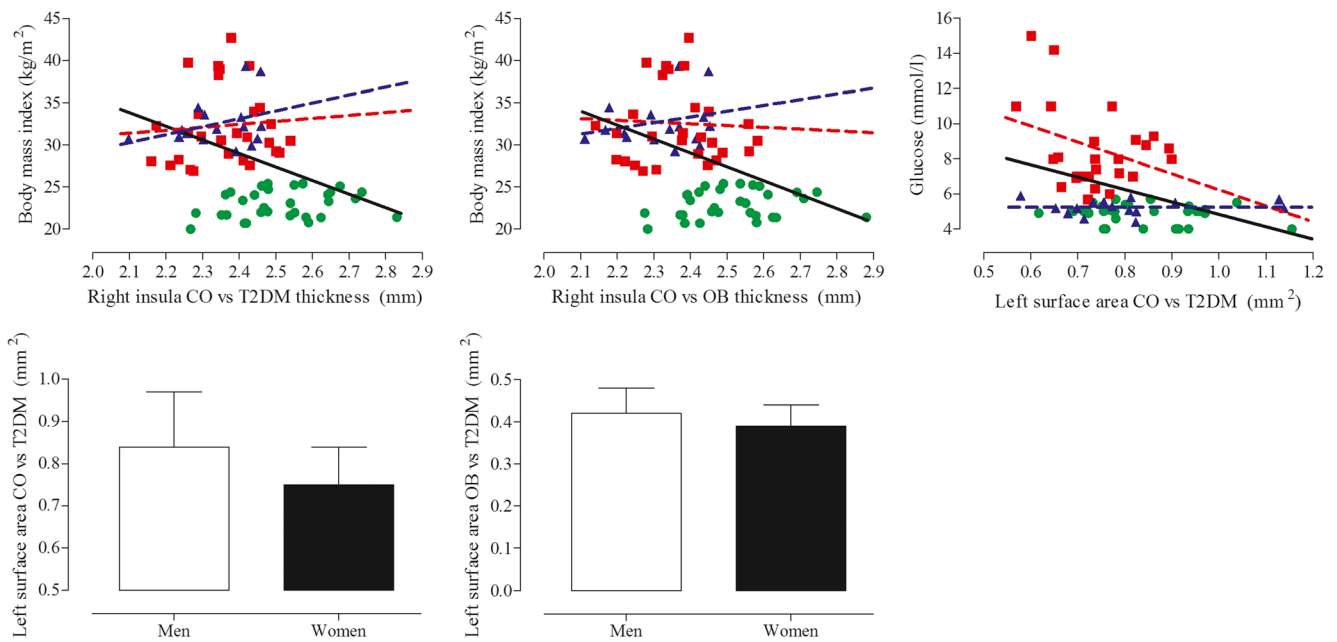 Body mass index (kg/m²)
45
40
35
30
25
20
2.0 2.1 2.2 2.3 2.4 2.5 2.6 2.7 2.8 2.9
Right insula CO vs T2DM thickness (mm)
Body mass index (kg/m²)
45
40
35
30
25
20
2.0 2.1 2.2 2.3 2.4 2.5 2.6 2.7 2.8 2.9
Right insula CO vs OB thickness (mm)
Glucose (mmol/l)
16
14
12
10
8
6
4
0.5 0.6 0.7 0.8 0.9 1.0 1.1 1.2
Left surface area CO vs T2DM (mm²)
Left surface area CO vs T2DM (mm²)
1.0
0.9
0.8
0.7
0.6
0.5
Men Women
Left surface area OB vs T2DM (mm²)
0.5
0.4
0.3
0.2
0.1
0.0
Men Women